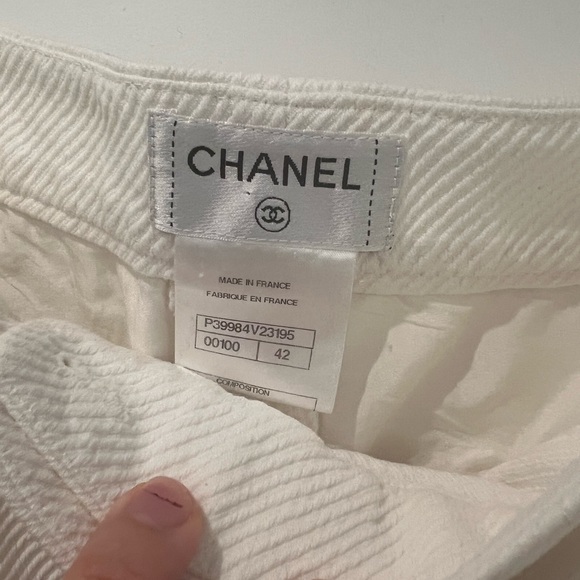 CHANEL
MADE IN FRANCE
FABRIQUE EN FRANCE
P39984V23195
00100 42
COMPOSITION